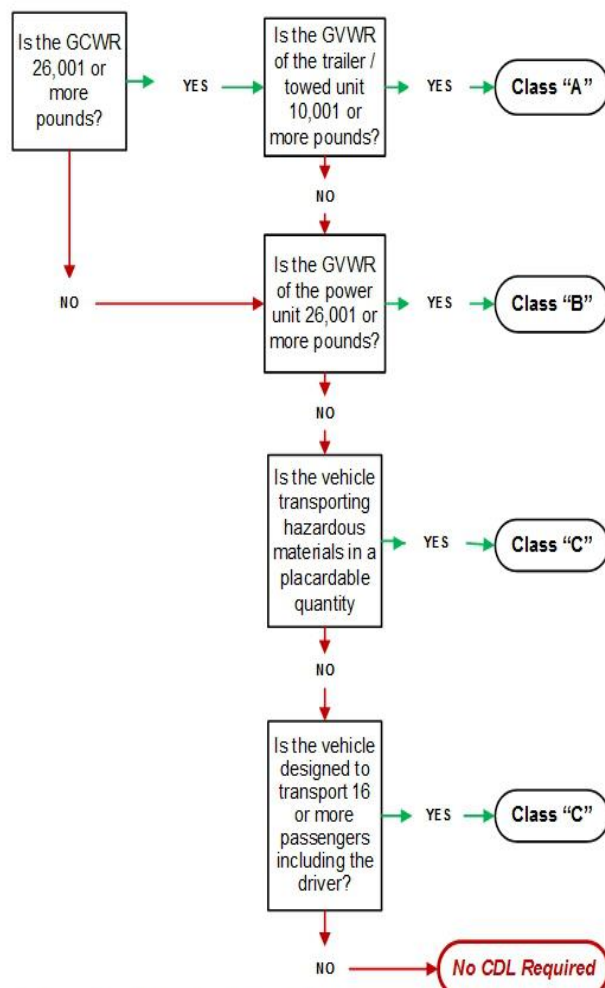 Is the GCWR
26,001 or
more
pounds?
YES
Is the GVWR
of the trailer /
towed unit
10,001 or
more pounds?
YES
Class “A”
NO
NO
Is the GVWR
of the power
unit 26,001 or
more pounds?
YES
Class “B”
NO
Is the vehicle
transporting
hazardous
materials in a
placardable
quantity
YES
Class “C”
NO
Is the vehicle
designed to
transport 16
or more
passengers
including the
driver?
YES
Class “C”
NO
No CDL Required